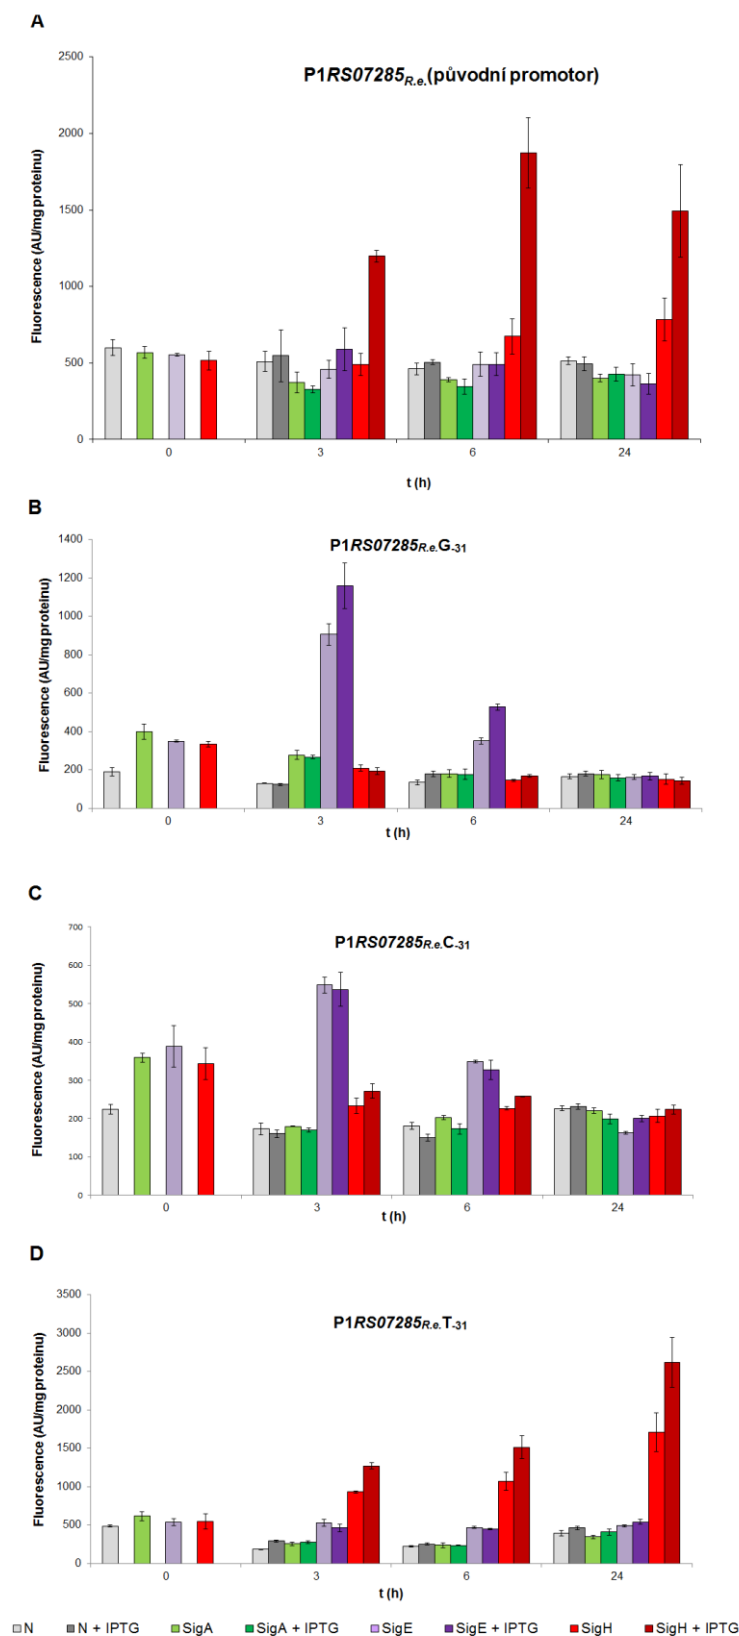 A
P1RS07285R.e.(původní promotor)
Fluorescence (AU/mg proteinu)
2500
2000
1500
1000
500
0
0 3 6 24
t (h)
B
P1RS07285R.e.G-31
Fluorescence (AU/mg proteinu)
1400
1200
1000
800
600
400
200
0
0 3 6 24
t (h)
C
P1RS07285R.e.C-31
Fluorescence (AU/mg proteinu)
700
600
500
400
300
200
100
0
0 3 6 24
t (h)
D
P1RS07285R.e.T-31
Fluorescence (AU/mg proteinu)
3500
3000
2500
2000
1500
1000
500
0
0 3 6 24
t (h)
N N + IPTG SigA SigA + IPTG SigE SigE + IPTG SigH SigH + IPTG